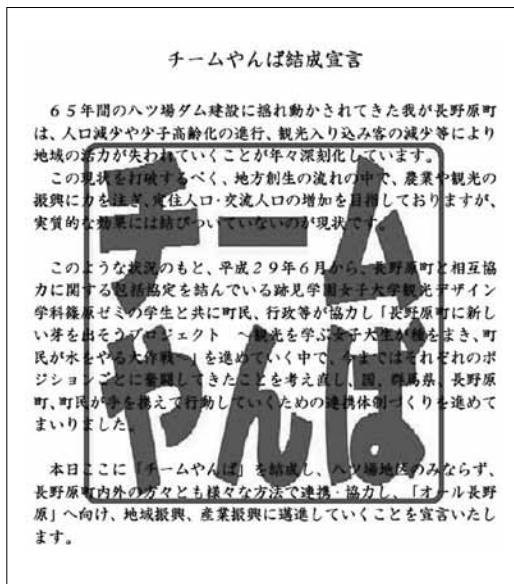 チームやんば結成宣言
６５年間の八ツ場ダム建設に揺れ動かされてきた我が長野原町
は、人口減少や少子高齢化の進行、観光入り込み客の減少等により
地域の活力が失われていくことが年々深刻化しています。
この現状を打破するべく、地方創生の流れの中で、農業や観光の
振興に力を注ぎ、定住人口・交流人口の増加を目指しておりますが、
実質的な効果には結びついていないのが現状です。
このような状況のもと、平成２９年６月から、長野原町と相互協
力に関する包括協定を結んでいる跡見学園女子大学観光デザイン
学科篠原ゼミの学生と共に町民、行政等が協力し「長野原町に新し
い芽を出そうプロジェクト　～観光を学ぶ女子大生が種をまき、町
民が水をやる大作戦～」を進めていく中で、今まではそれぞれのポ
ジションごとに奮闘してきたことを考え直し、国、群馬県、長野原
町、町民が手を携えて行動していくための連携体制づくりを進めて
まいりました。
本日ここに「チームやんば」を結成し、八ツ場地区のみならず、
長野原町内外の方々とも様々な方法で連携・協力し、「オール長野
原」へ向け、地域振興、産業振興に邁進していくことを宣言いたし
ます。
チーム
やんば